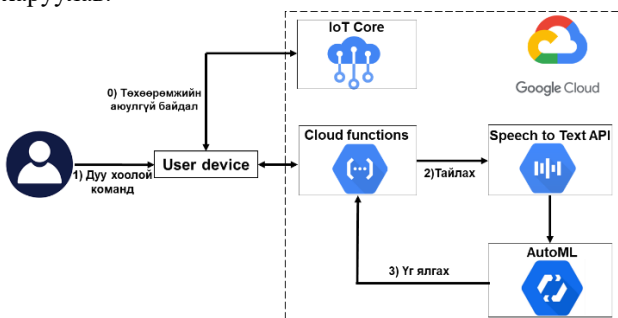 IoT Core
Google Cloud
0) Төхөөрөмжийн
аюулгүй байдал
Cloud functions
Speech to Text API
User device
1) Дуу хоолой
команд
2)Тайлах
AutoML
3) Үг ялгах